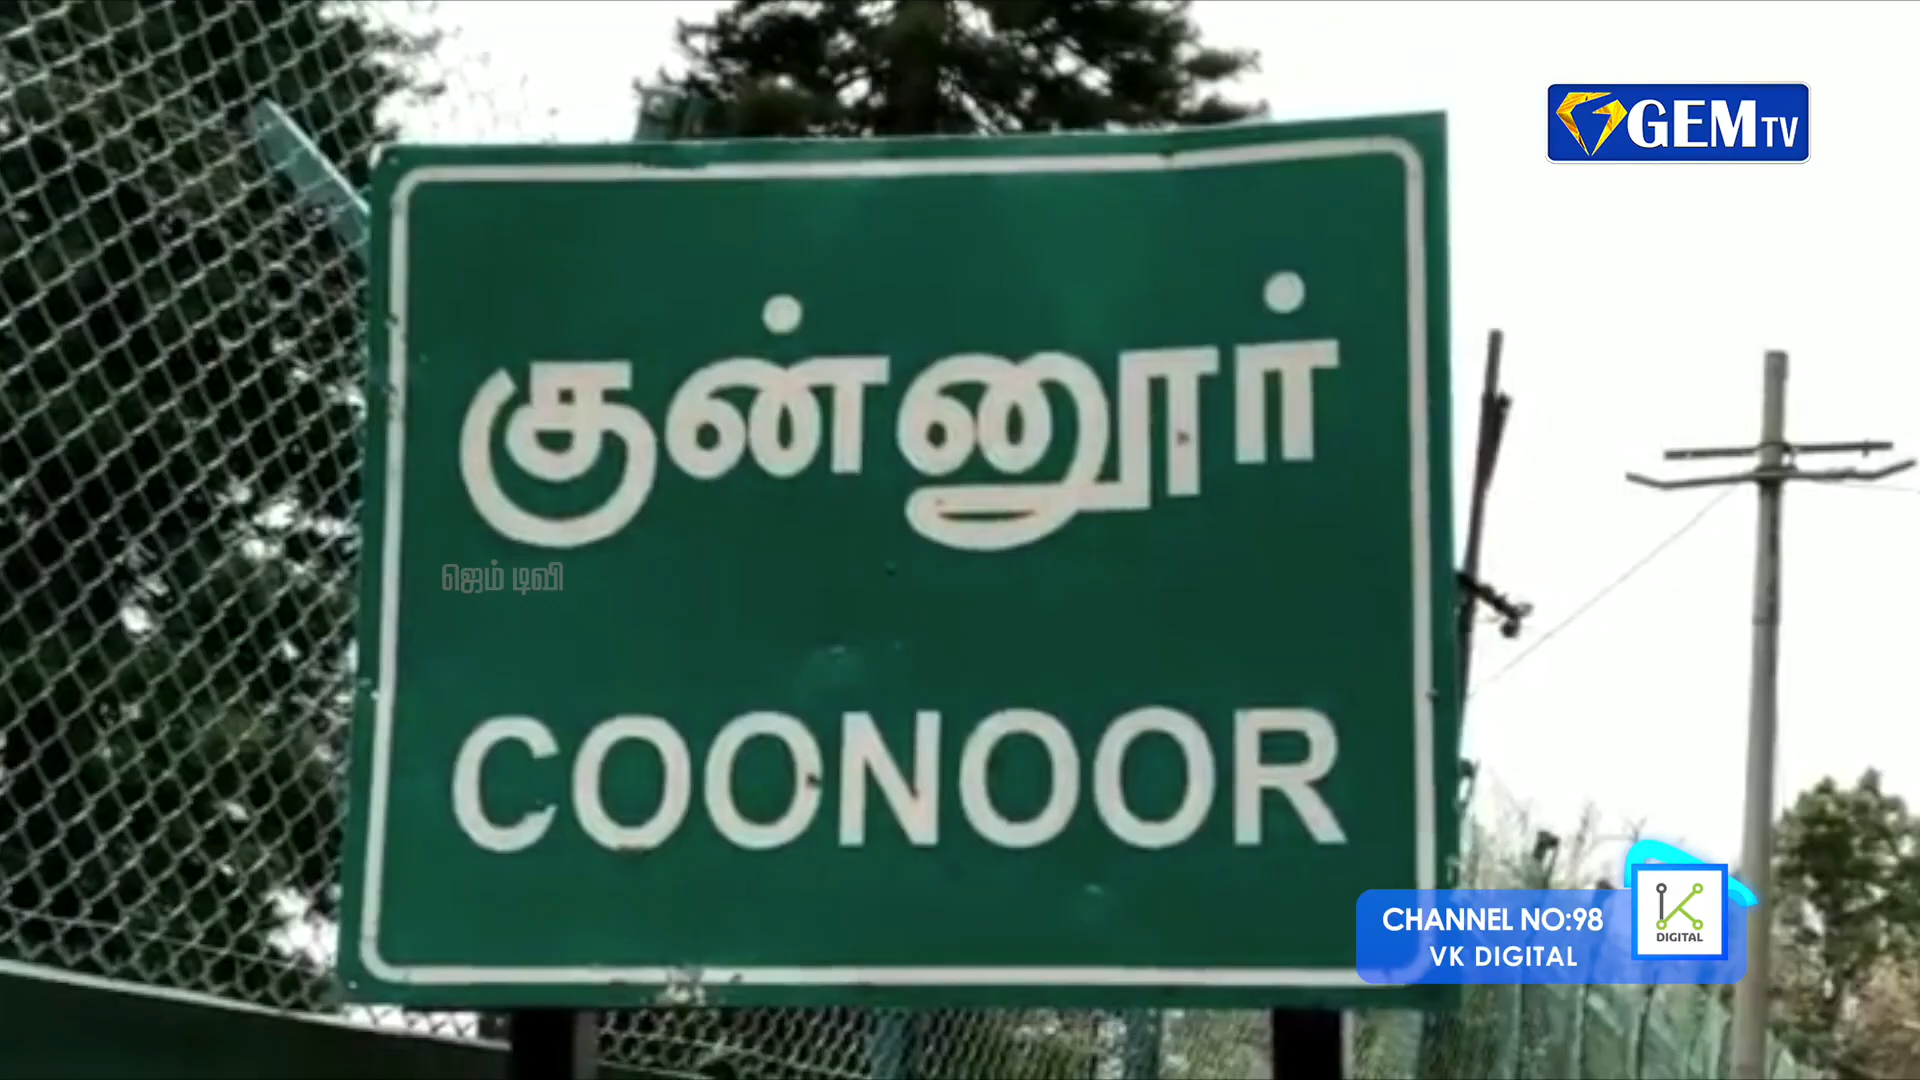 GEM TV
குன்னூர்
ஜெம் டிவி
COONOOR
CHANNEL NO:98
VK DIGITAL
DIGITAL